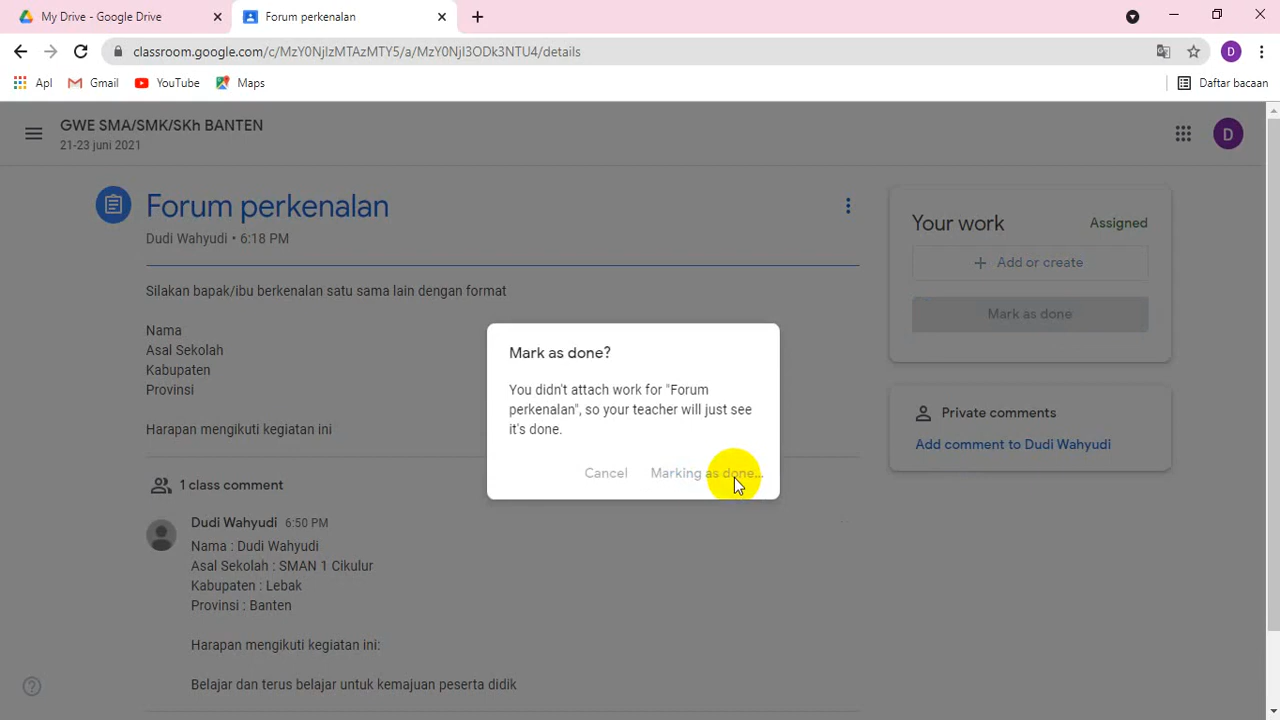 My Drive - Google Drive
Forum perkenalan
classroom.google.com/c/MzY0NjIzMTAzMTY5/a/MzY0NjI3ODk3NTU4/details
D
Apl
Gmail
YouTube
Maps
Daftar bacaan
GWE SMA/SMK/SKh BANTEN
21-23 juni 2021
D
Forum perkenalan
Dudi Wahyudi • 6:18 PM
Silakan bapak/ibu berkenalan satu sama lain dengan format
Nama
Asal Sekolah
Kabupaten
Provinsi
Harapan mengikuti kegiatan ini
1 class comment
Dudi Wahyudi 6:50 PM
Nama : Dudi Wahyudi
Asal Sekolah : SMAN 1 Cikulur
Kabupaten : Lebak
Provinsi : Banten
Harapan mengikuti kegiatan ini:
Belajar dan terus belajar untuk kemajuan peserta didik
Mark as done?
You didn't attach work for "Forum
perkenalan", so your teacher will just see
it's done.
Cancel
Marking as done...
Your work
Assigned
+ Add or create
Mark as done
Private comments
Add comment to Dudi Wahyudi